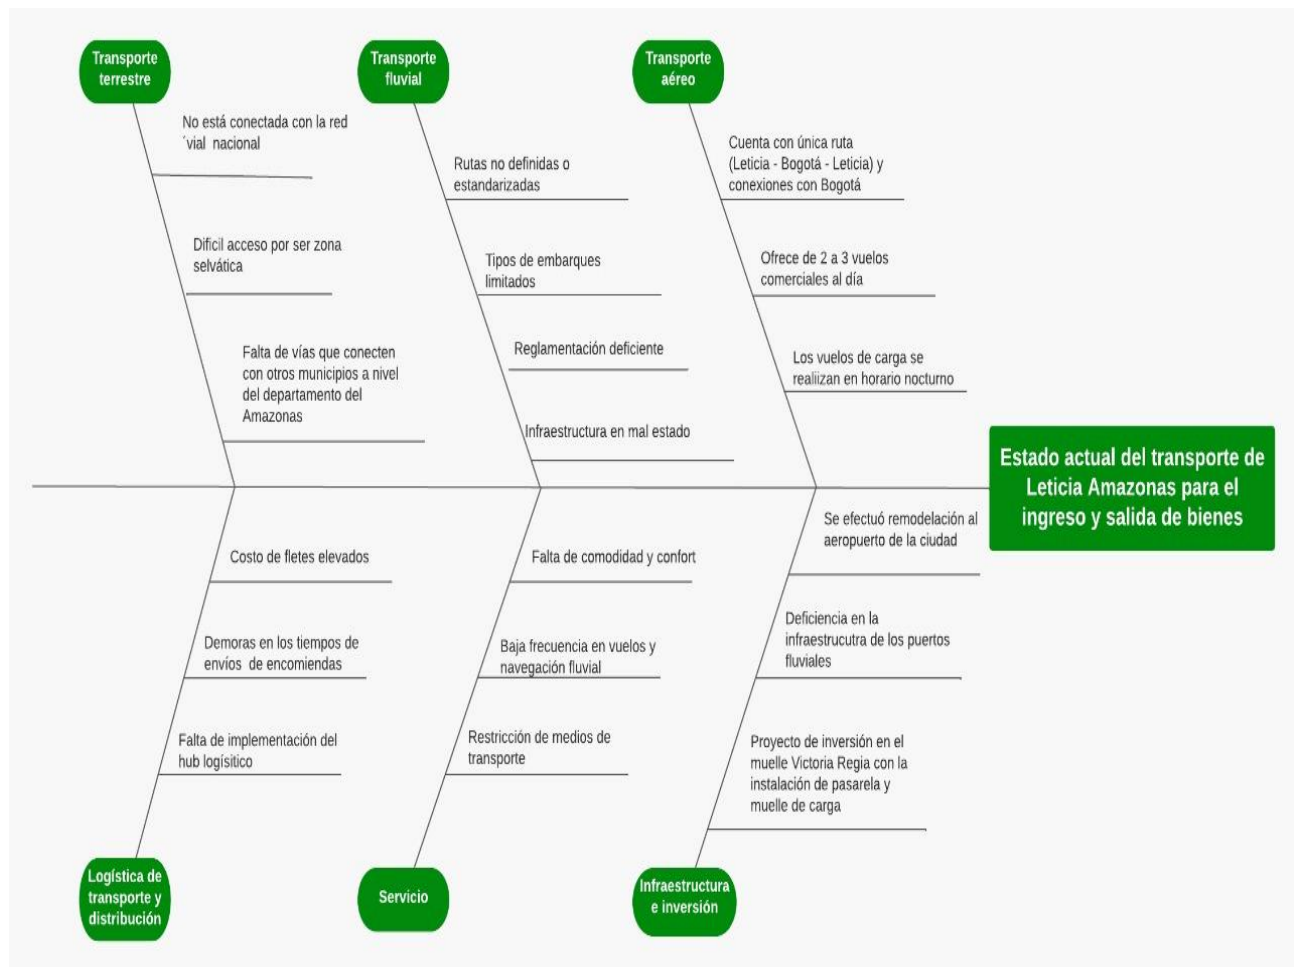 Transporte
terrestre
No está conectada con la red
´vial  nacional
Dificil acceso por ser zona
selvática
Falta de vías que conecten
con otros municipios a nivel
del departamento del
Amazonas
Transporte
fluvial
Rutas no definidas o
estandarizadas
Tipos de embarques
limitados
Reglamentación deficiente
Infraestructura en mal estado
Transporte
aéreo
Cuenta con única ruta
(Leticia - Bogotá - Leticia) y
conexiones con Bogotá
Ofrece de 2 a 3 vuelos
comerciales al día
Los vuelos de carga se
realiizan en horario nocturno
Estado actual del transporte de
Leticia Amazonas para el
ingreso y salida de bienes
Costo de fletes elevados
Demoras en los tiempos de
envíos  de encomiendas
Falta de implementación del
hub logísitico
Logística de
transporte y
distribución
Falta de comodidad y confort
Baja frecuencia en vuelos y
navegación fluvial
Restricción de medios de
transporte
Servicio
Se efectuó remodelación al
aeropuerto de la ciudad
Deficiencia en la
infraestrucutra de los puertos
fluviales
Proyecto de inversión en el
muelle Victoria Regia con la
instalación de pasarela y
muelle de carga
Infraestructura
e inversión